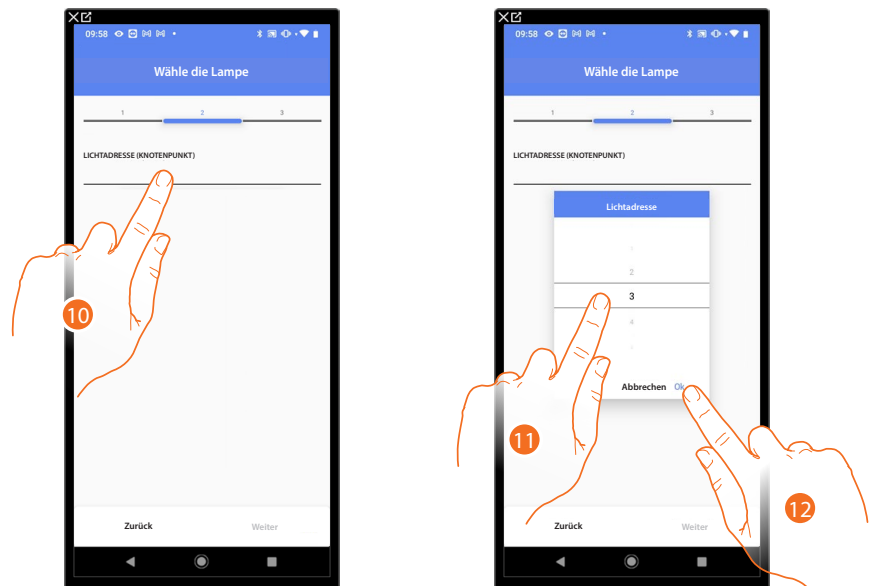 09:58
Wähle die Lampe
1 2 3
LICHTADRESSE (KNOTENPUNKT)
10
Zurück Weiter
09:58
Wähle die Lampe
1 2 3
LICHTADRESSE (KNOTENPUNKT)
Lichtadresse
1
2
3
4
Abbrechen Ok
11
12
Zurück Weiter